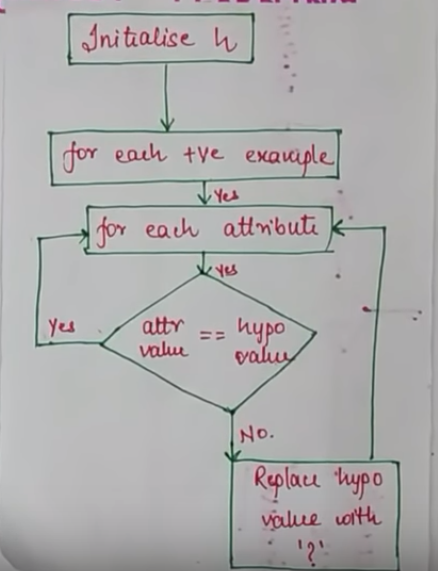 Initialise h
for each +ve example
Yes
for each attribute
yes
attr == hypo
value value
Yes
No.
Replace hypo
value with
'?'